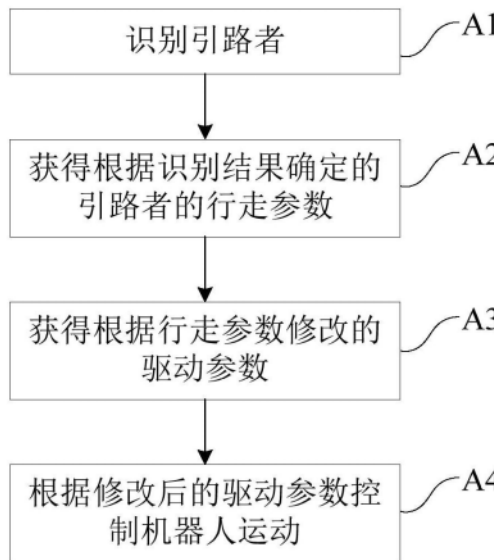 识别引路者
A1
获得根据识别结果确定的
引路者的行走参数
A2
获得根据行走参数修改的
驱动参数
A3
根据修改后的驱动参数控
制机器人运动
A4